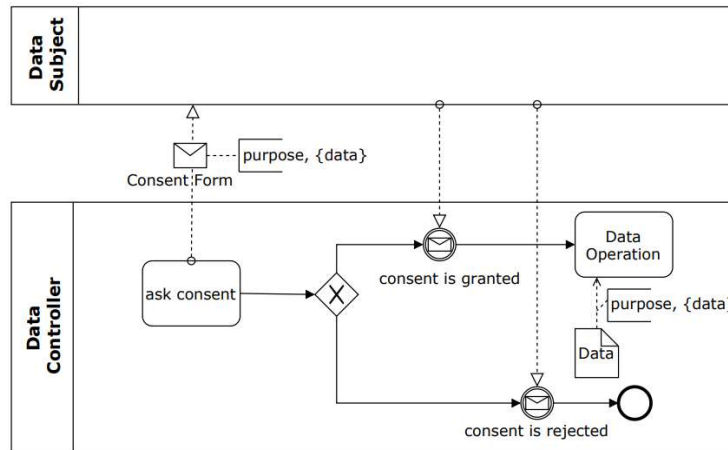 Data
Subject
purpose, {data}
Consent Form
Data
Controller
ask consent
X
consent is granted
Data
Operation
purpose, {data}
Data
consent is rejected